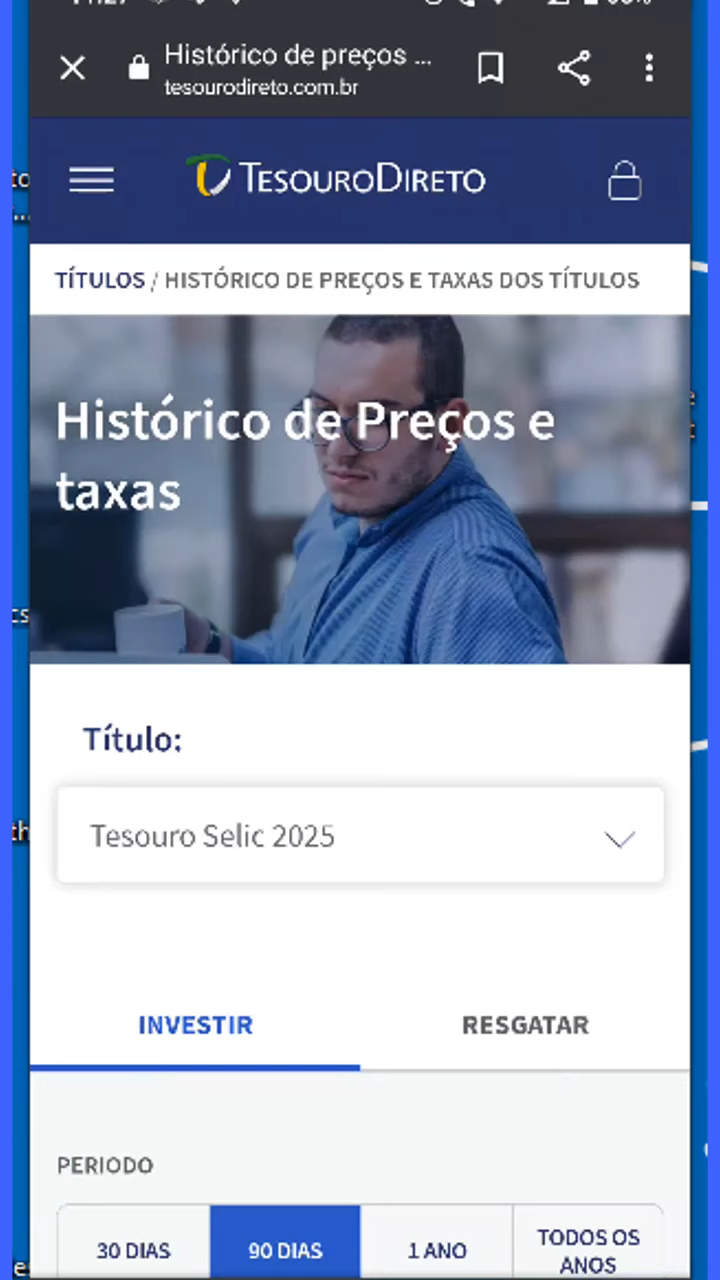 Histórico de preços ...
tesourodireto.com.br
TESOURODIRETO
TÍTULOS / HISTÓRICO DE PREÇOS E TAXAS DOS TÍTULOS
Histórico de Preços e
taxas
Título:
Tesouro Selic 2025
INVESTIR
RESGATAR
PERIODO
30 DIAS
90 DIAS
1 ANO
TODOS OS
ANOS